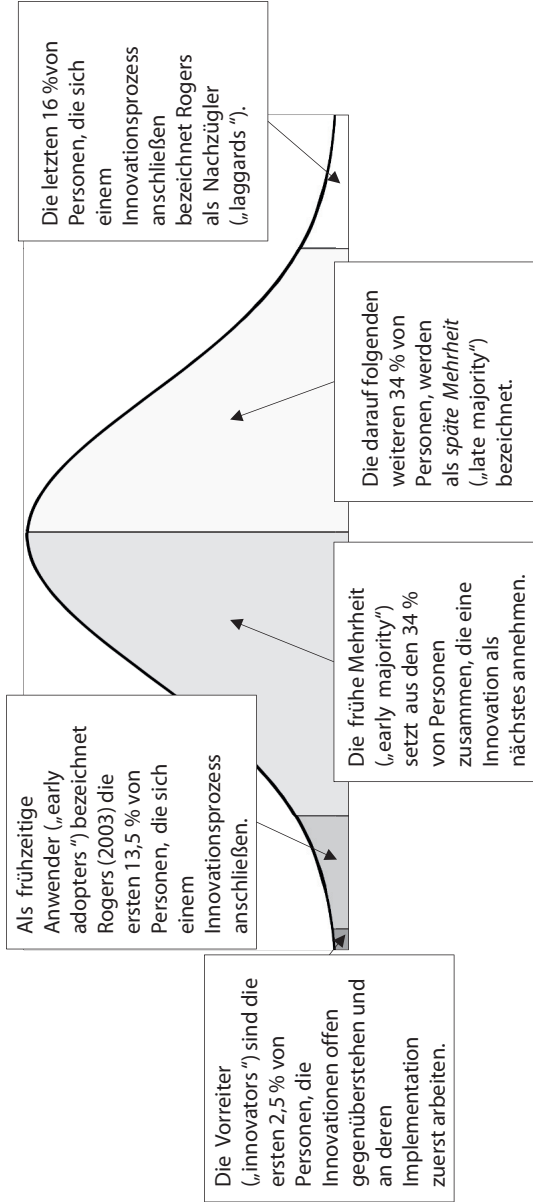 Die Vorreiter
(„innovators“) sind die
ersten 2,5 % von
Personen, die
Innovationen offen
gegenüberstehen und
an deren
Implementation
zuerst arbeiten.
Als frühzeitige
Anwender („early
adopters“) bezeichnet
Rogers (2003) die
ersten 13,5 % von
Personen, die sich
einem
Innovationsprozess
anschließen.
Die frühe Mehrheit
(„early majority“)
setzt aus den 34 %
von Personen
zusammen, die eine
Innovation als
nächstes annehmen.
Die darauf folgenden
weiteren 34 % von
Personen, werden
als späte Mehrheit
(„late majority“)
bezeichnet.
Die letzten 16 %von
Personen, die sich
einem
Innovationsprozess
anschließen
bezeichnet Rogers
als Nachzügler
(„laggards “).